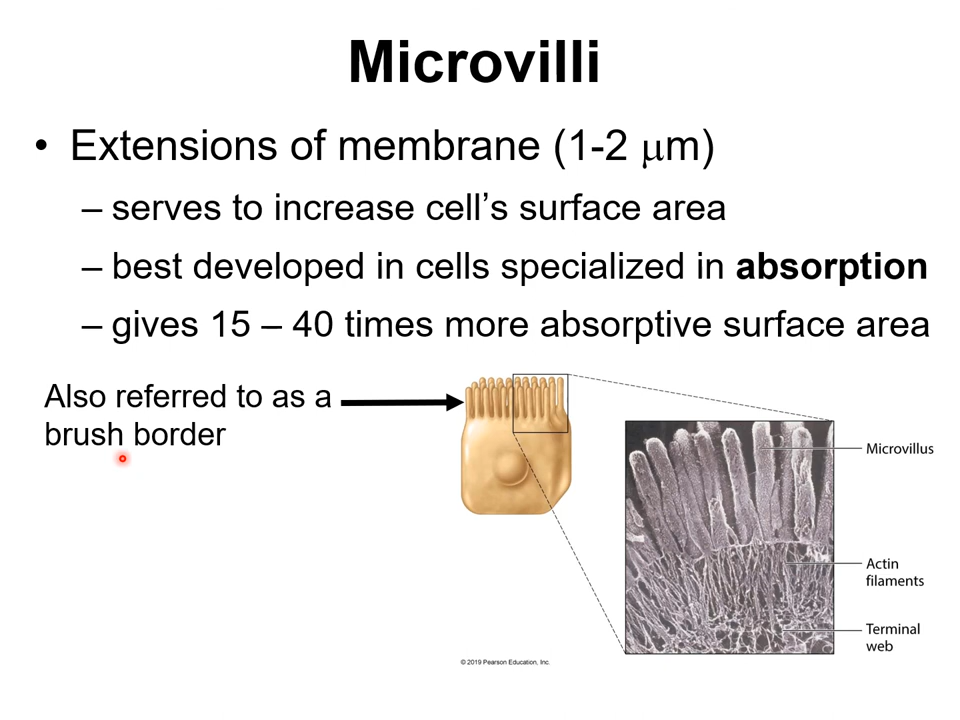 Microvilli
• Extensions of membrane (1-2 μm)
– serves to increase cell’s surface area
– best developed in cells specialized in absorption
– gives 15 – 40 times more absorptive surface area
Also referred to as a
brush border
Microvillus
Actin
filaments
Terminal
web
© 2019 Pearson Education, Inc.